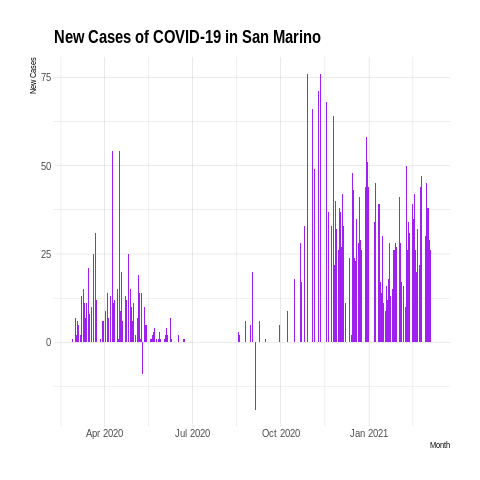 New Cases of COVID-19 in San Marino
New Cases
75
50
25
0
Apr 2020 Jul 2020 Oct 2020 Jan 2021
Month